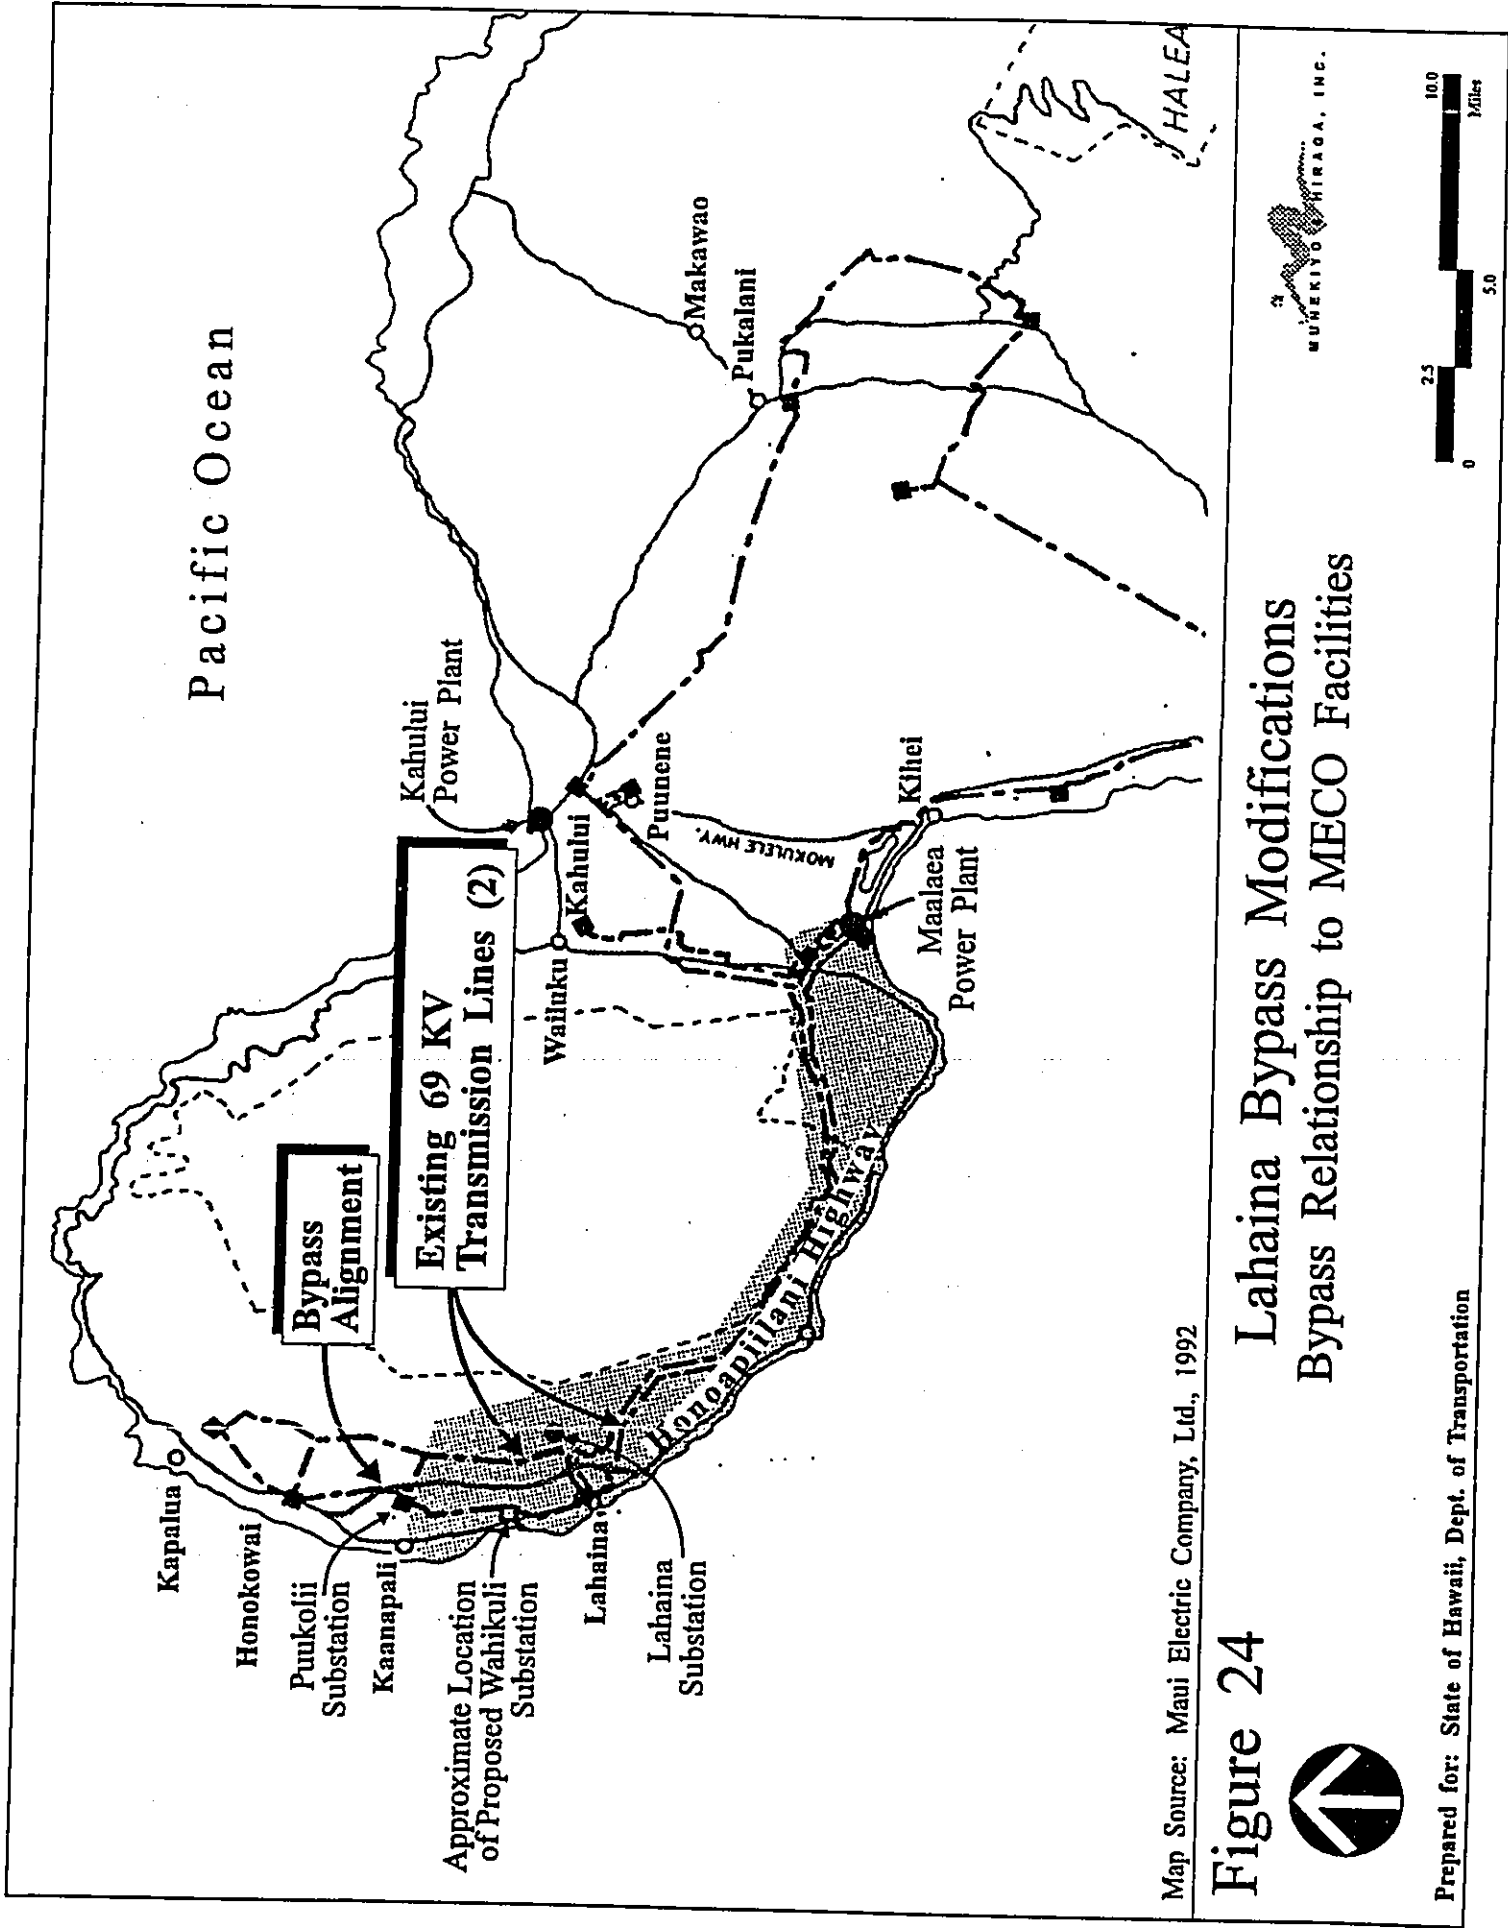 Pacific Ocean
Kapalua
Honokowai
Puukolii
Substation
Kaanapali
Approximate Location
of Proposed Wahikuli
Substation
Lahaina
Lahaina
Substation
Bypass
Alignment
Existing 69 KV
Transmission Lines (2)
Honoapiilani Highway
Wailuku
Kahului
Kahului
Power Plant
Puunene
MOKULELE HWY.
Kihei
Maalaea
Power Plant
Makawao
Pukalani
HALEA
Map Source: Maui Electric Company, Ltd., 1992
Figure 24
Lahaina Bypass Modifications
Bypass Relationship to MECO Facilities
MUNEKIYO & HIRAGA, INC.
0
2.5
5.0
10.0
Miles
Prepared for: State of Hawaii, Dept. of Transportation